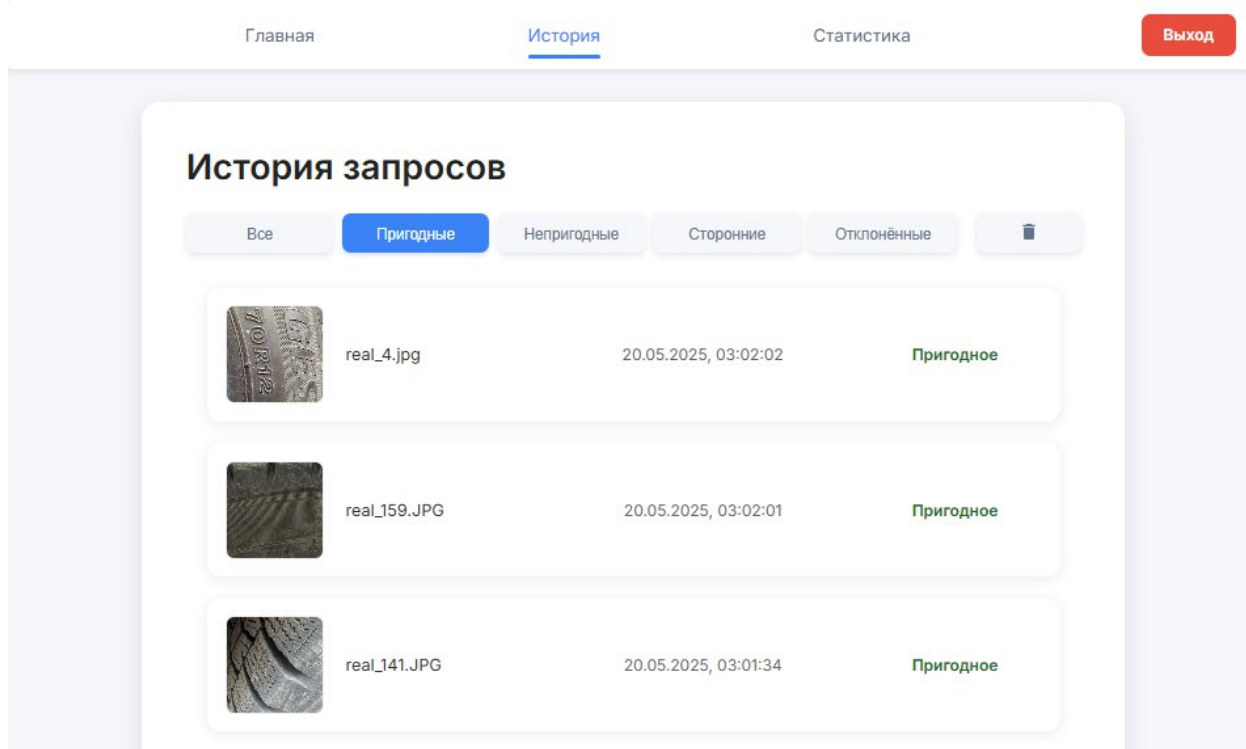 Главная История Статистика Выход
История запросов
Все Пригодные Непригодные Сторонние Отклонённые
70R12
real_4.jpg 20.05.2025, 03:02:02 Пригодное
real_159.JPG 20.05.2025, 03:02:01 Пригодное
real_141.JPG 20.05.2025, 03:01:34 Пригодное